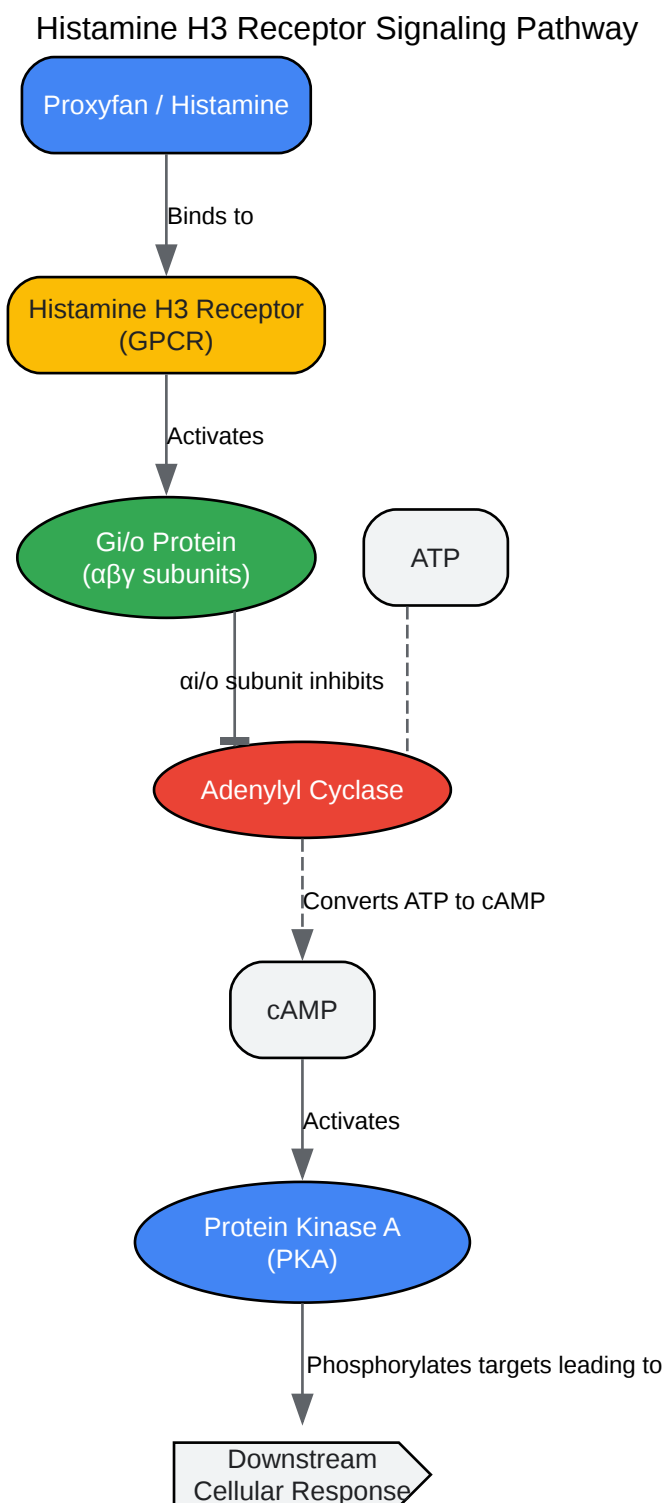 Histamine H3 Receptor Signaling Pathway
Proxyfan / Histamine
Binds to
Histamine H3 Receptor
(GPCR)
Activates
Gi/o Protein
(αβγ subunits)
ATP
αi/o subunit inhibits
Adenylyl Cyclase
Converts ATP to cAMP
cAMP
Activates
Protein Kinase A
(PKA)
Phosphorylates targets leading to
Downstream
Cellular Response